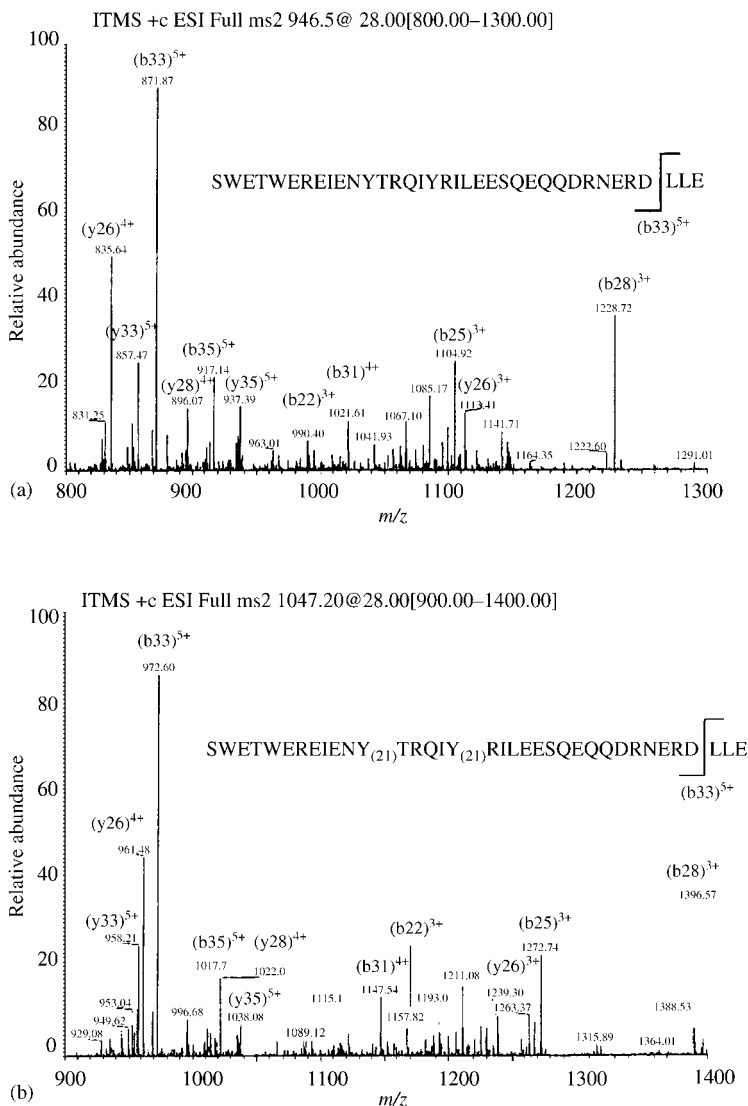 ITMS +c ESI Full ms2 946.5@ 28.00[800.00–1300.00]
100
80
60
40
20
0
Relative abundance
(b33)5+
871.87
SWETWEREIENYTRQIYRILEESQEQQDRNERD LLE
(b33)5+
(y26)4+
835.64
(y33)5+
857.47
(b35)5+
917.14
(y28)4+
896.07
(y35)5+
937.39
831.25
963.01
(b22)3+
990.40
(b31)4+
1021.61
1041.93
1067.10
1085.17
(b25)3+
1104.92
(y26)3+
1113.41
1141.71
1164.35
(b28)3+
1228.72
1222.60
1291.01
(a)
800
900
1000
1100
1200
1300
m/z
ITMS +c ESI Full ms2 1047.20@28.00[900.00–1400.00]
100
80
60
40
20
0
Relative abundance
(b33)5+
972.60
SWETWEREIENY(21)TRQIY(21)RILEESQEQQDRNERD LLE
(b33)5+
(y26)4+
961.48
(y33)5+
958.21
953.04
949.62
929.08
996.68
(b35)5+
1017.7
(y28)4+
1022.0
(y35)5+
1038.08
1089.12
1115.1
(b31)4+
1147.54
1157.82
(b22)3+
1193.0
1211.08
(y26)3+
1239.30
1263.37
(b25)3+
1272.74
1315.89
1364.01
(b28)3+
1396.57
1388.53
(b)
900
1000
1100
1200
1300
1400
m/z